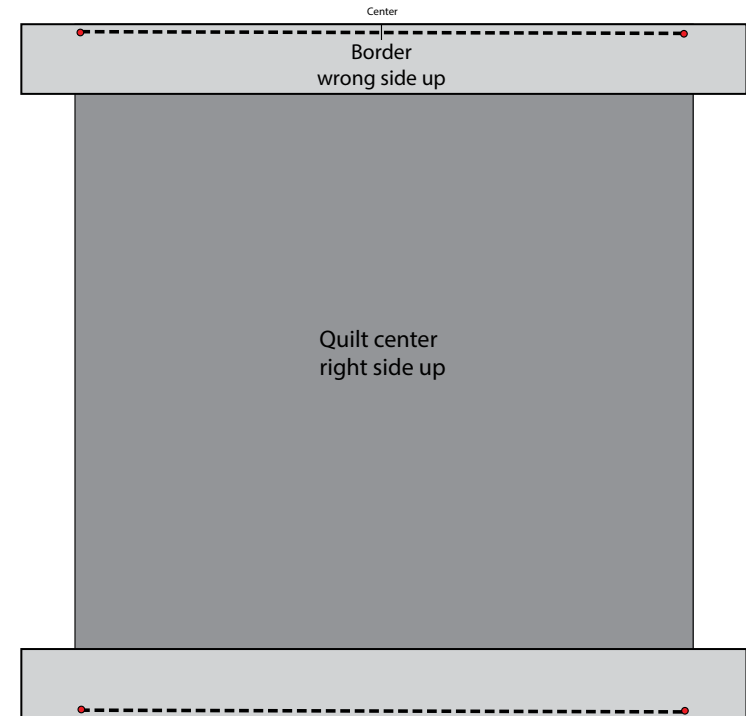 Center
Border
wrong side up
Quilt center
right side up